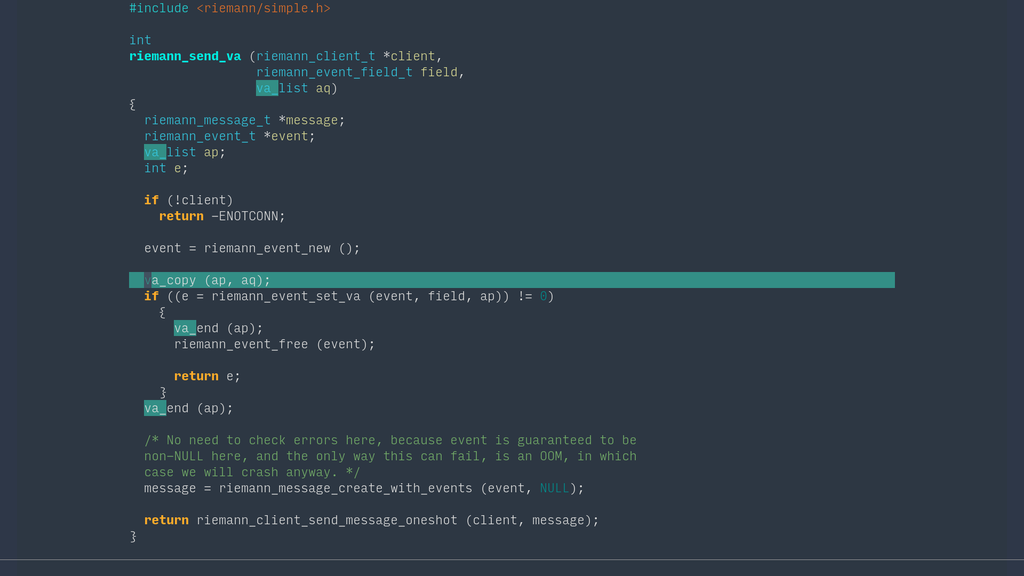 #include <riemann/simple.h>
int
riemann_send_va (riemann_client_t *client,
riemann_event_field_t field,
va_list aq)
{
riemann_message_t *message;
riemann_event_t *event;
va_list ap;
int e;
if (!client)
return -ENOTCONN;
event = riemann_event_new ();
va_copy (ap, aq);
if ((e = riemann_event_set_va (event, field, ap)) != 0)
{
va_end (ap);
riemann_event_free (event);
return e;
}
va_end (ap);
/* No need to check errors here, because event is guaranteed to be
non-NULL here, and the only way this can fail, is an OOM, in which
case we will crash anyway. */
message = riemann_message_create_with_events (event, NULL);
return riemann_client_send_message_oneshot (client, message);
}